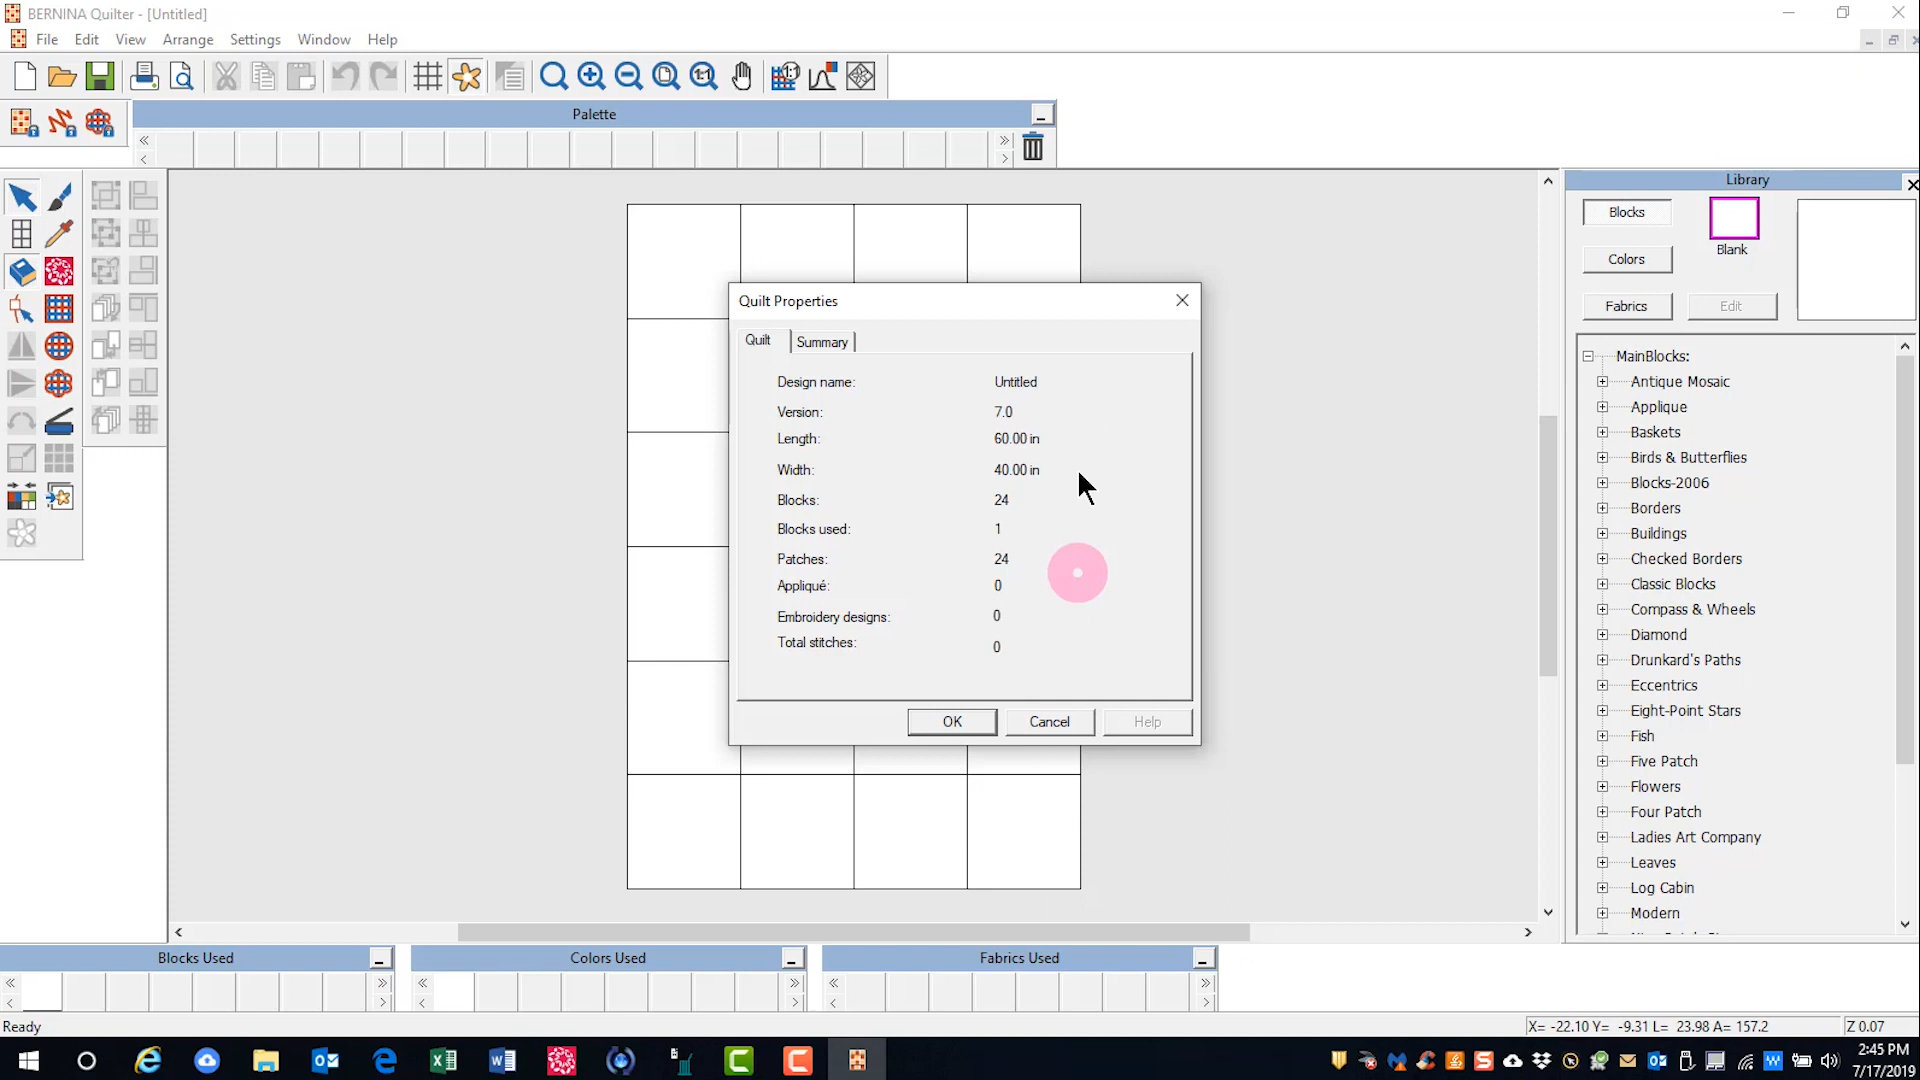 BERNINA Quilter - [Untitled]
File Edit View Arrange Settings Window Help
1:1
Palette
Library
Blocks
Blank
Colors
Fabrics
Edit
Quilt Properties
Quilt
Summary
Design name: Untitled
Version: 7.0
Length: 60.00 in
Width: 40.00 in
Blocks: 24
Blocks used: 1
Patches: 24
Appliqué: 0
Embroidery designs: 0
Total stitches: 0
OK
Cancel
Help
MainBlocks:
Antique Mosaic
Applique
Baskets
Birds & Butterflies
Blocks-2006
Borders
Buildings
Checked Borders
Classic Blocks
Compass & Wheels
Diamond
Drunkard's Paths
Eccentrics
Eight-Point Stars
Fish
Five Patch
Flowers
Four Patch
Ladies Art Company
Leaves
Log Cabin
Modern
Blocks Used
Colors Used
Fabrics Used
Ready
X= -22.10 Y= -9.31 L= 23.98 A= 157.2
Z 0.07
2:45 PM
7/17/2019